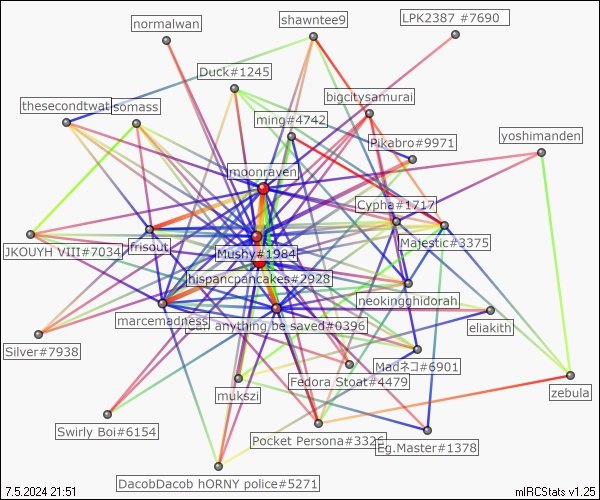 normalwan
shawntee9
LPK2387 #7690
Duck#1245
bigcitysamurai
thesecondtwat
somass
ming#4742
Pikabro#9971
yoshimanden
moonraven
Cypha#1717
frisout
Majestic#3375
JKOUYH VIII#7034
Mushy#1984
hispancpancakes#2928
neokingghidorah
marcemadness
anything be saved#0396
eliakith
Silver#7938
Madネコ#6901
Fedora Stoat#4479
mukszi
zebula
Swirly Boi#6154
Pocket Persona#3326
Eg.Master#1378
DacobDacob hORNY police#5271
7.5.2024 21:51
mIRCStats v1.25